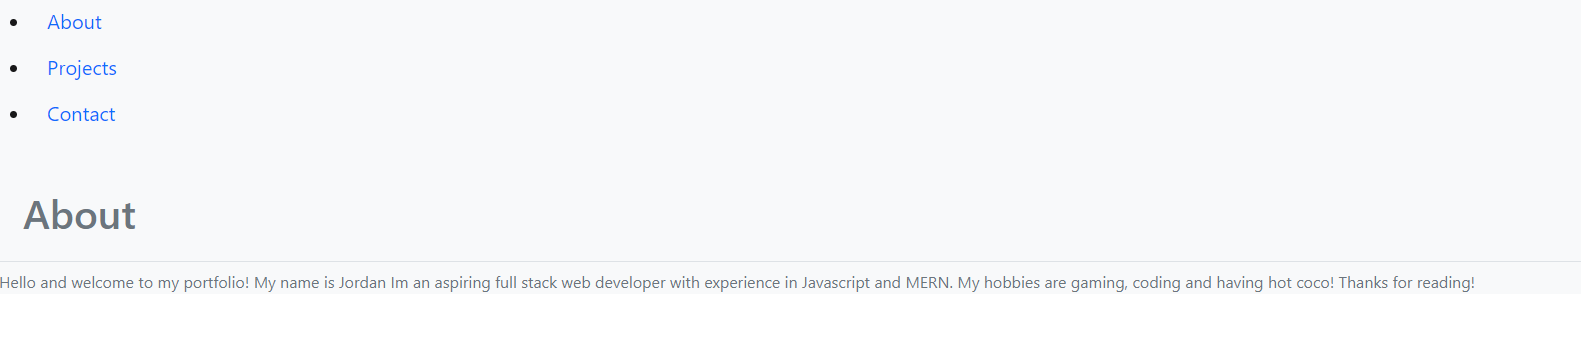 About
Projects
Contact
About
Hello and welcome to my portfolio! My name is Jordan Im an aspiring full stack web developer with experience in Javascript and MERN. My hobbies are gaming, coding and having hot coco! Thanks for reading!